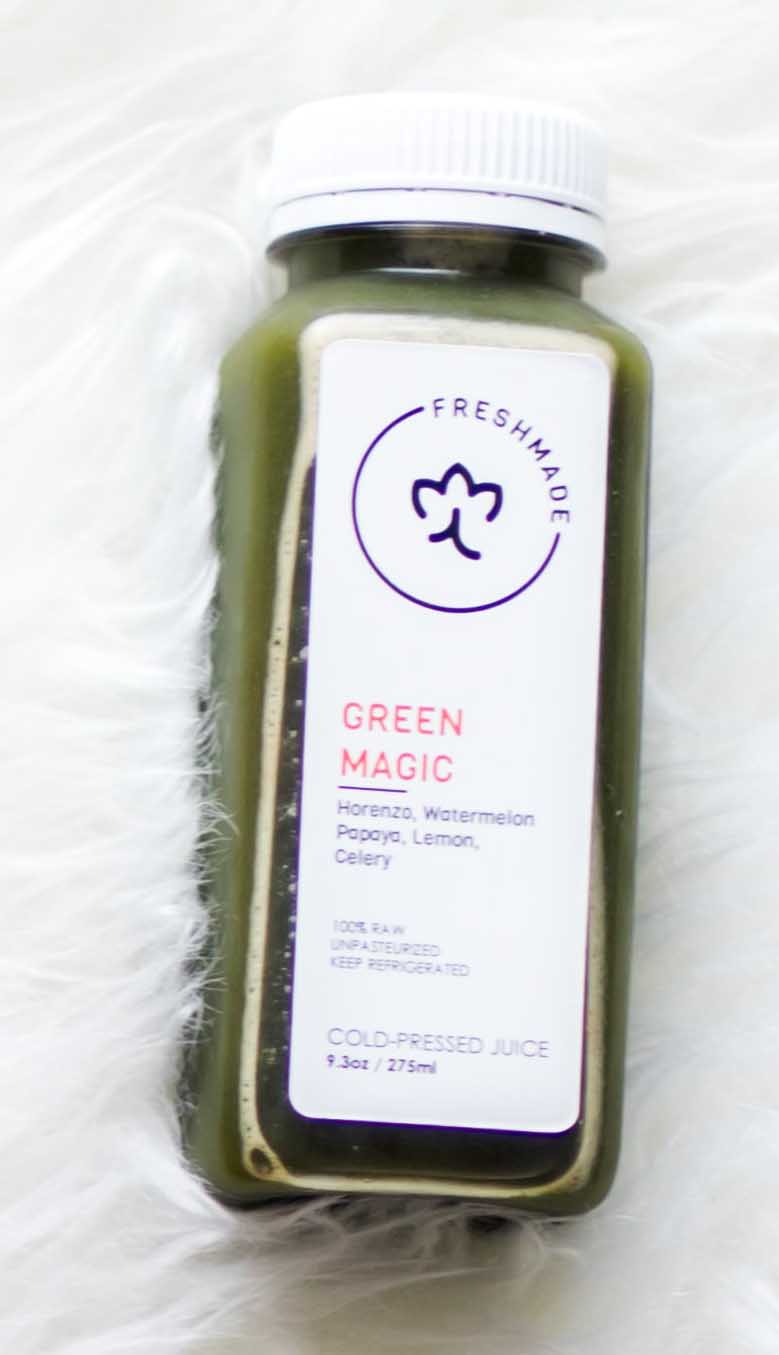 FRESHMADE
GREEN
MAGIC
Horenzo, Watermelon
Papaya, Lemon,
Celery
100% RAW
UNPASTEURIZED
KEEP REFRIGERATED
COLD-PRESSED JUICE
9.3oz / 275ml